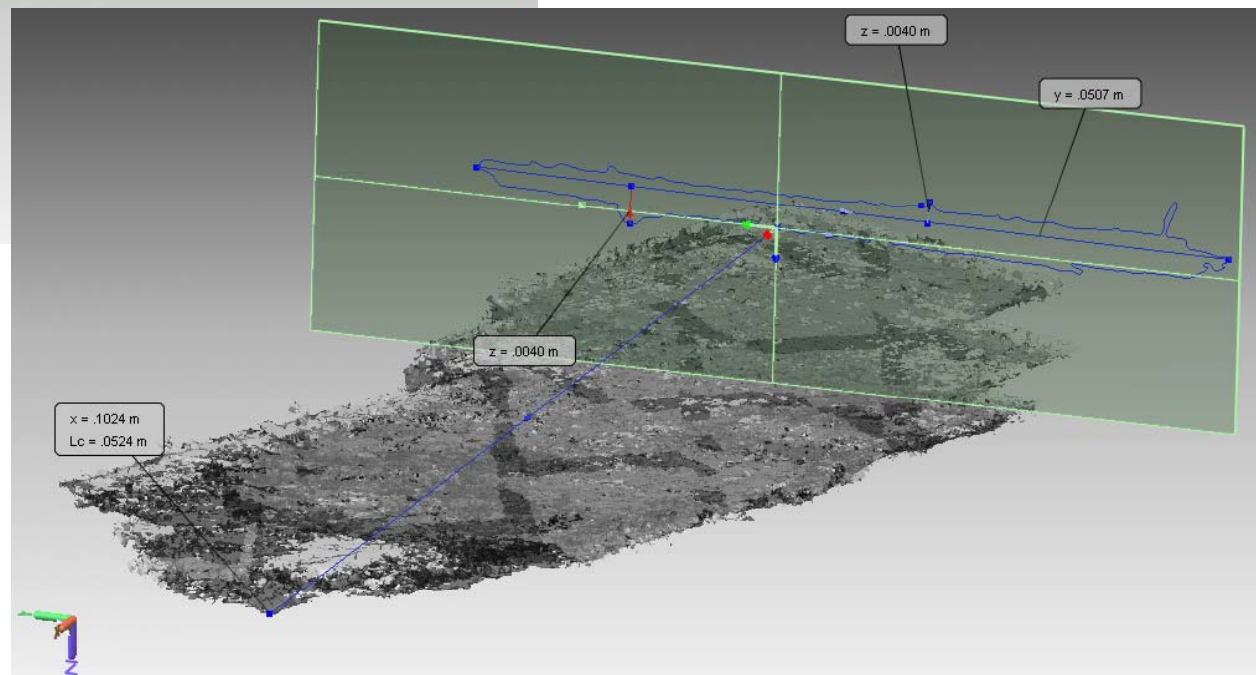 z = .0040 m
y = .0507 m
z = .0040 m
x = .1024 m
Lc = .0524 m
Z